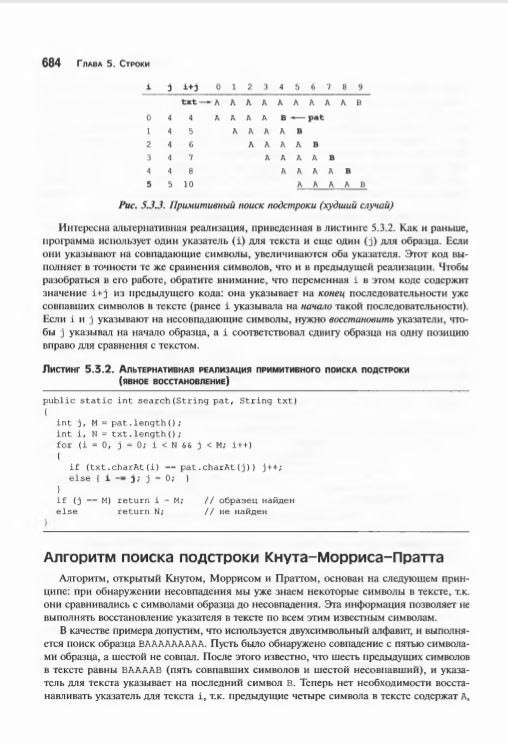 684 Глава 5. Строки
i j i+j 0 1 2 3 4 5 6 7 8 9
txt → A A A A A A A A A B
0 4 4 A A A A B ← pat
1 4 5 A A A A B
2 4 6 A A A A B
3 4 7 A A A A B
4 4 8 A A A A B
5 5 10 A A A A B
Рис. 5.3.3. Примитивный поиск подстроки (худший случай)
Интересна альтернативная реализация, приведенная в листинге 5.3.2. Как и раньше,
программа использует один указатель (i) для текста и еще один (j) для образца. Если
они указывают на совпадающие символы, увеличиваются оба указателя. Этот код вы-
полняет в точности те же сравнения символов, что и в предыдущей реализации. Чтобы
разобраться в его работе, обратите внимание, что переменная i в этом коде содержит
значение i+j из предыдущего кода: она указывает на конец последовательности уже
совпавших символов в тексте (ранее i указывала на начало такой последовательности).
Если i и j указывают на несовпадающие символы, нужно восстановить указатели, что-
бы j указывал на начало образца, а i соответствовал сдвигу образца на одну позицию
вправо для сравнения с текстом.
Листинг 5.3.2. Альтернативная реализация примитивного поиска подстроки
(явное восстановление)
public static int search(String pat, String txt)
{
int j, M = pat.length();
int i, N = txt.length();
for (i = 0, j = 0; i < N && j < M; i++)
{
if (txt.charAt(i) == pat.charAt(j)) j++;
else { i -= j; j = 0; }
}
if (j == M) return i - M; // образец найден
else return N; // не найден
}
Алгоритм поиска подстроки Кнута–Морриса–Пратта
Алгоритм, открытый Кнутом, Моррисом и Праттом, основан на следующем прин-
ципе: при обнаружении несовпадения мы уже знаем некоторые символы в тексте, т.к.
они сравнивались с символами образца до несовпадения. Эта информация позволяет не
выполнять восстановление указателя в тексте по всем этим известным символам.
В качестве примера допустим, что используется двухсимвольный алфавит, и выполня-
ется поиск образца BAAAAAAAAA. Пусть было обнаружено совпадение с пятью символа-
ми образца, а шестой не совпал. После этого известно, что шесть предыдущих символов
в тексте равны BAAAAB (пять совпавших символов и шестой несовпавший), и указа-
тель для текста указывает на последний символ B. Теперь нет необходимости восста-
навливать указатель для текста i, т.к. предыдущие четыре символа в тексте содержат A,